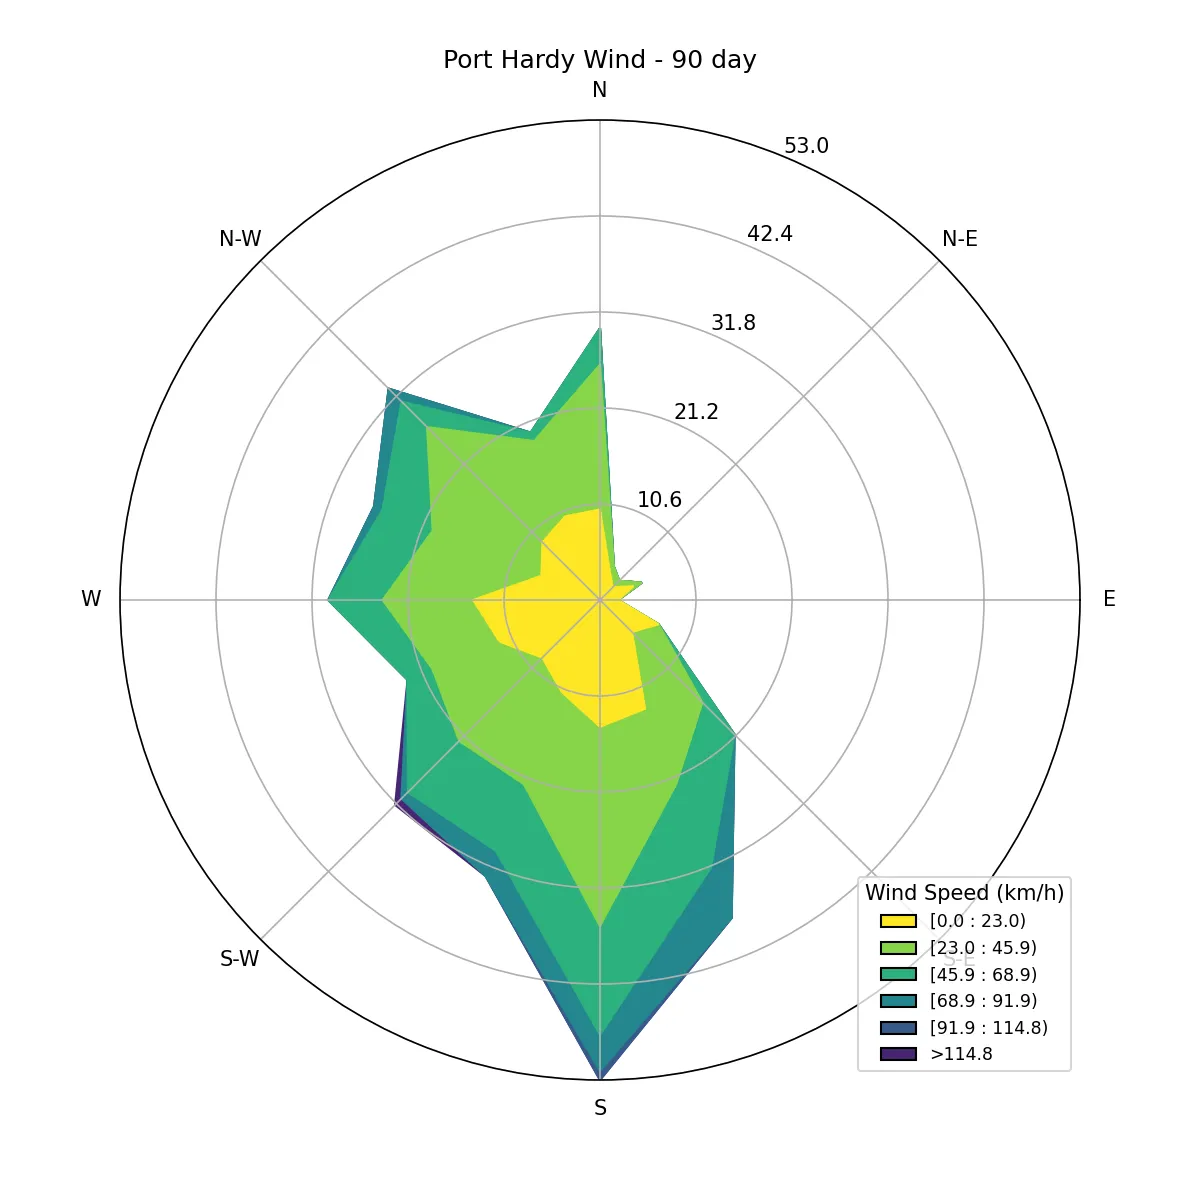 Port Hardy Wind - 90 day
N
53.0
N-W
42.4
N-E
31.8
21.2
10.6
W
E
S-W
S-E
S
Wind Speed (km/h)
[0.0 : 23.0)
[23.0 : 45.9)
[45.9 : 68.9)
[68.9 : 91.9)
[91.9 : 114.8)
>114.8